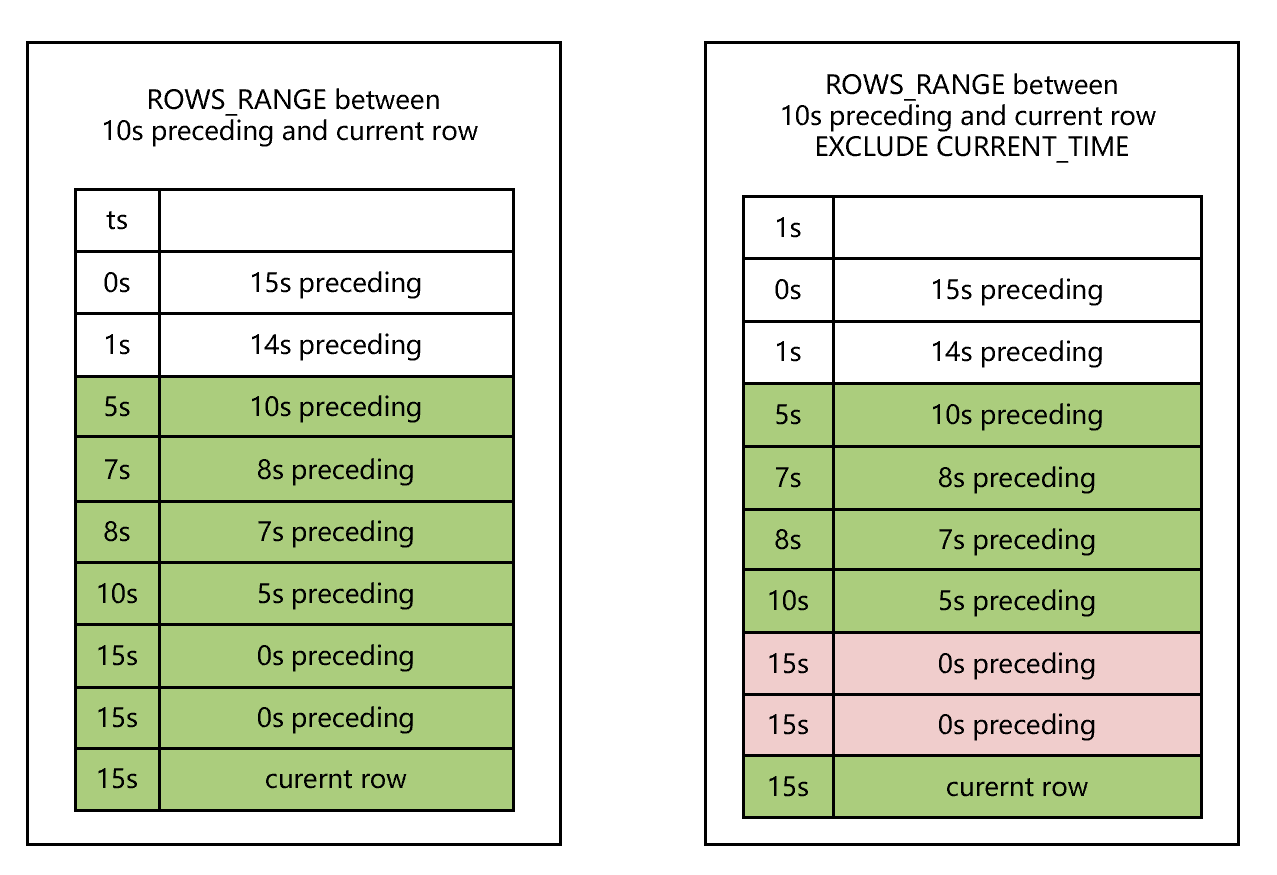 ROWS_RANGE between
10s preceding and current row
ts
0s 15s preceding
1s 14s preceding
5s 10s preceding
7s 8s preceding
8s 7s preceding
10s 5s preceding
15s 0s preceding
15s 0s preceding
15s curernt row
ROWS_RANGE between
10s preceding and current row
EXCLUDE CURRENT_TIME
1s
0s 15s preceding
1s 14s preceding
5s 10s preceding
7s 8s preceding
8s 7s preceding
10s 5s preceding
15s 0s preceding
15s 0s preceding
15s curernt row